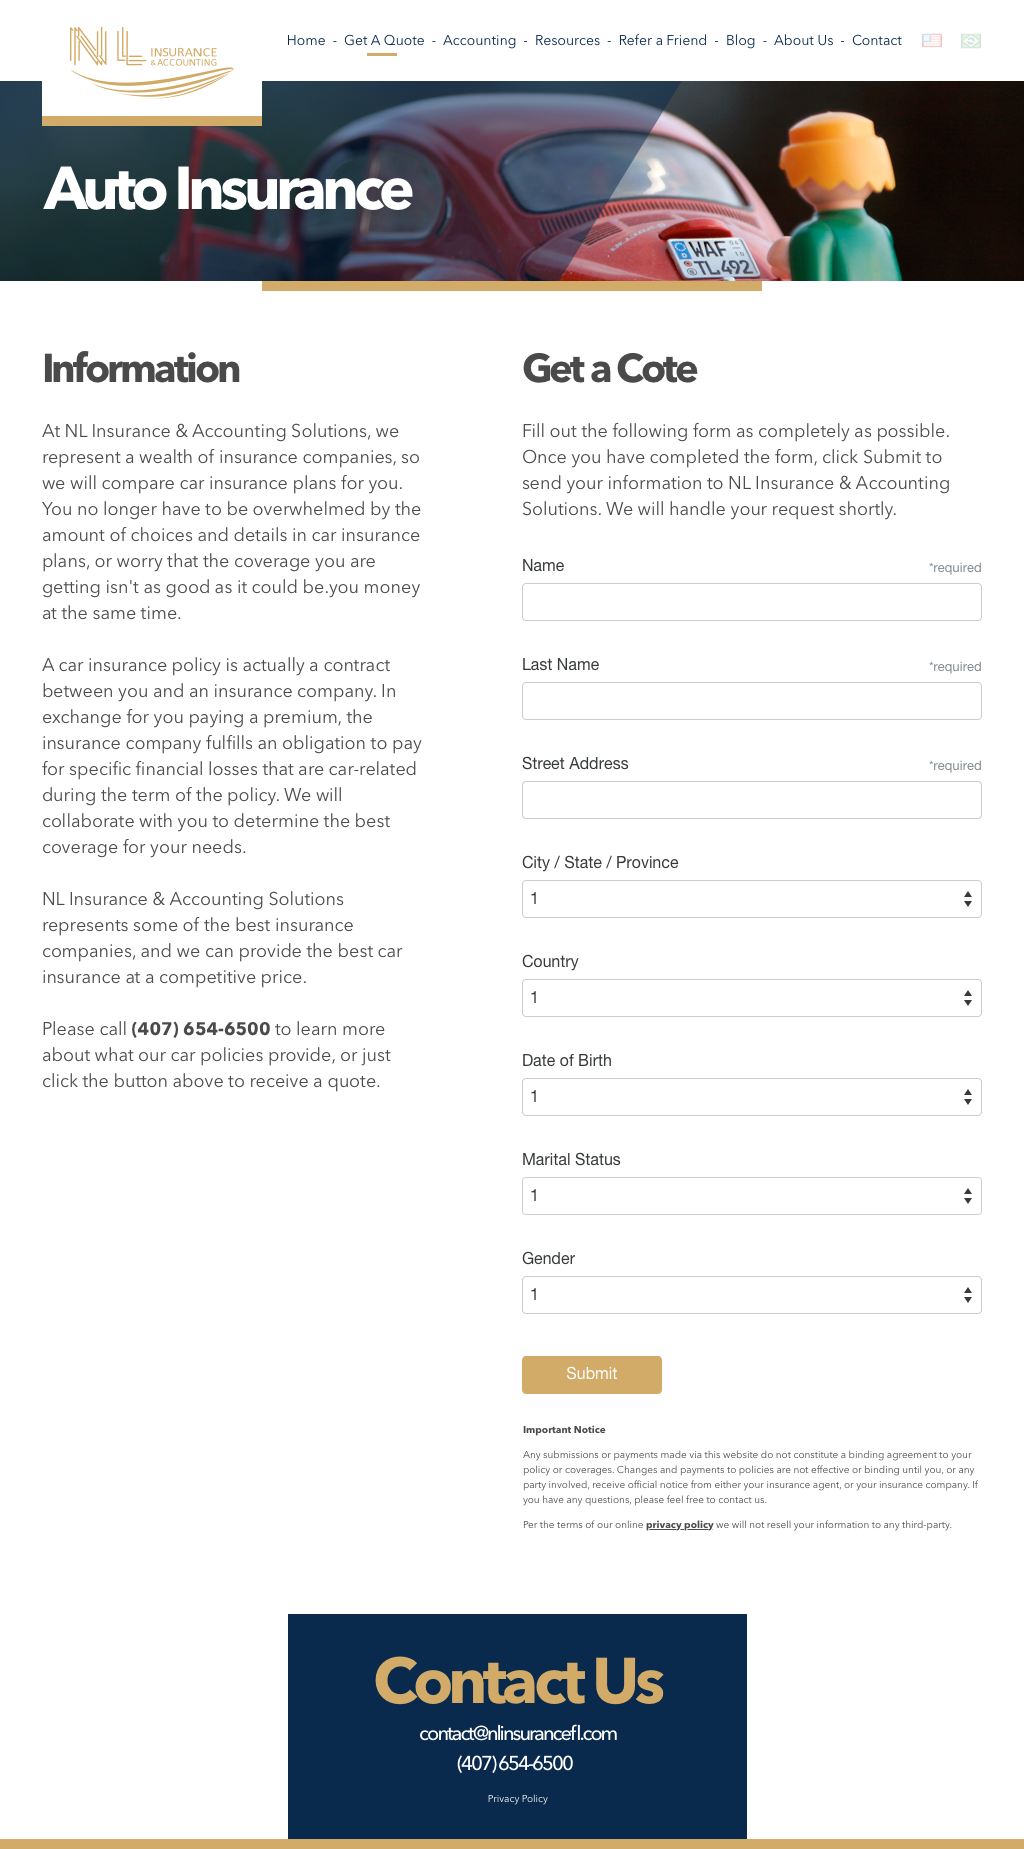 NL INSURANCE
& ACCOUNTING
Home - Get A Quote - Accounting - Resources - Refer a Friend - Blog - About Us - Contact
Auto Insurance
WAF
TL 492
Information
At NL Insurance & Accounting Solutions, we
represent a wealth of insurance companies, so
we will compare car insurance plans for you.
You no longer have to be overwhelmed by the
amount of choices and details in car insurance
plans, or worry that the coverage you are
getting isn't as good as it could be.you money
at the same time.
A car insurance policy is actually a contract
between you and an insurance company. In
exchange for you paying a premium, the
insurance company fulfills an obligation to pay
for specific financial losses that are car-related
during the term of the policy. We will
collaborate with you to determine the best
coverage for your needs.
NL Insurance & Accounting Solutions
represents some of the best insurance
companies, and we can provide the best car
insurance at a competitive price.
Please call (407) 654-6500 to learn more
about what our car policies provide, or just
click the button above to receive a quote.
Get a Cote
Fill out the following form as completely as possible.
Once you have completed the form, click Submit to
send your information to NL Insurance & Accounting
Solutions. We will handle your request shortly.
Name *required
Last Name *required
Street Address *required
City / State / Province
1
Country
1
Date of Birth
1
Marital Status
1
Gender
1
Submit
Important Notice
Any submissions or payments made via this website do not constitute a binding agreement to your
policy or coverages. Changes and payments to policies are not effective or binding until you, or any
party involved, receive official notice from either your insurance agent, or your insurance company. If
you have any questions, please feel free to contact us.
Per the terms of our online privacy policy we will not resell your information to any third-party.
Contact Us
contact@nlinsurancefl.com
(407) 654-6500
Privacy Policy